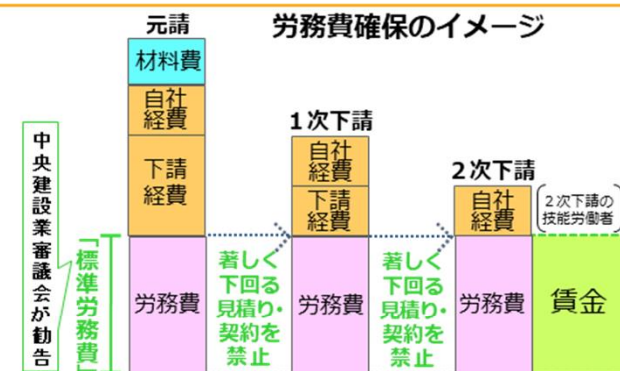 労務費確保のイメージ
元請
材料費
自社
経費
下請
経費
労務費
1次下請
自社
経費
下請
経費
労務費
2次下請
自社
経費
労務費
(2次下請の
技能労働者)
賃金
著しく
下回る
見積り・
契約を
禁止
著しく
下回る
見積り・
契約を
禁止
中央建設業審議会が勧告
「標準労務費」